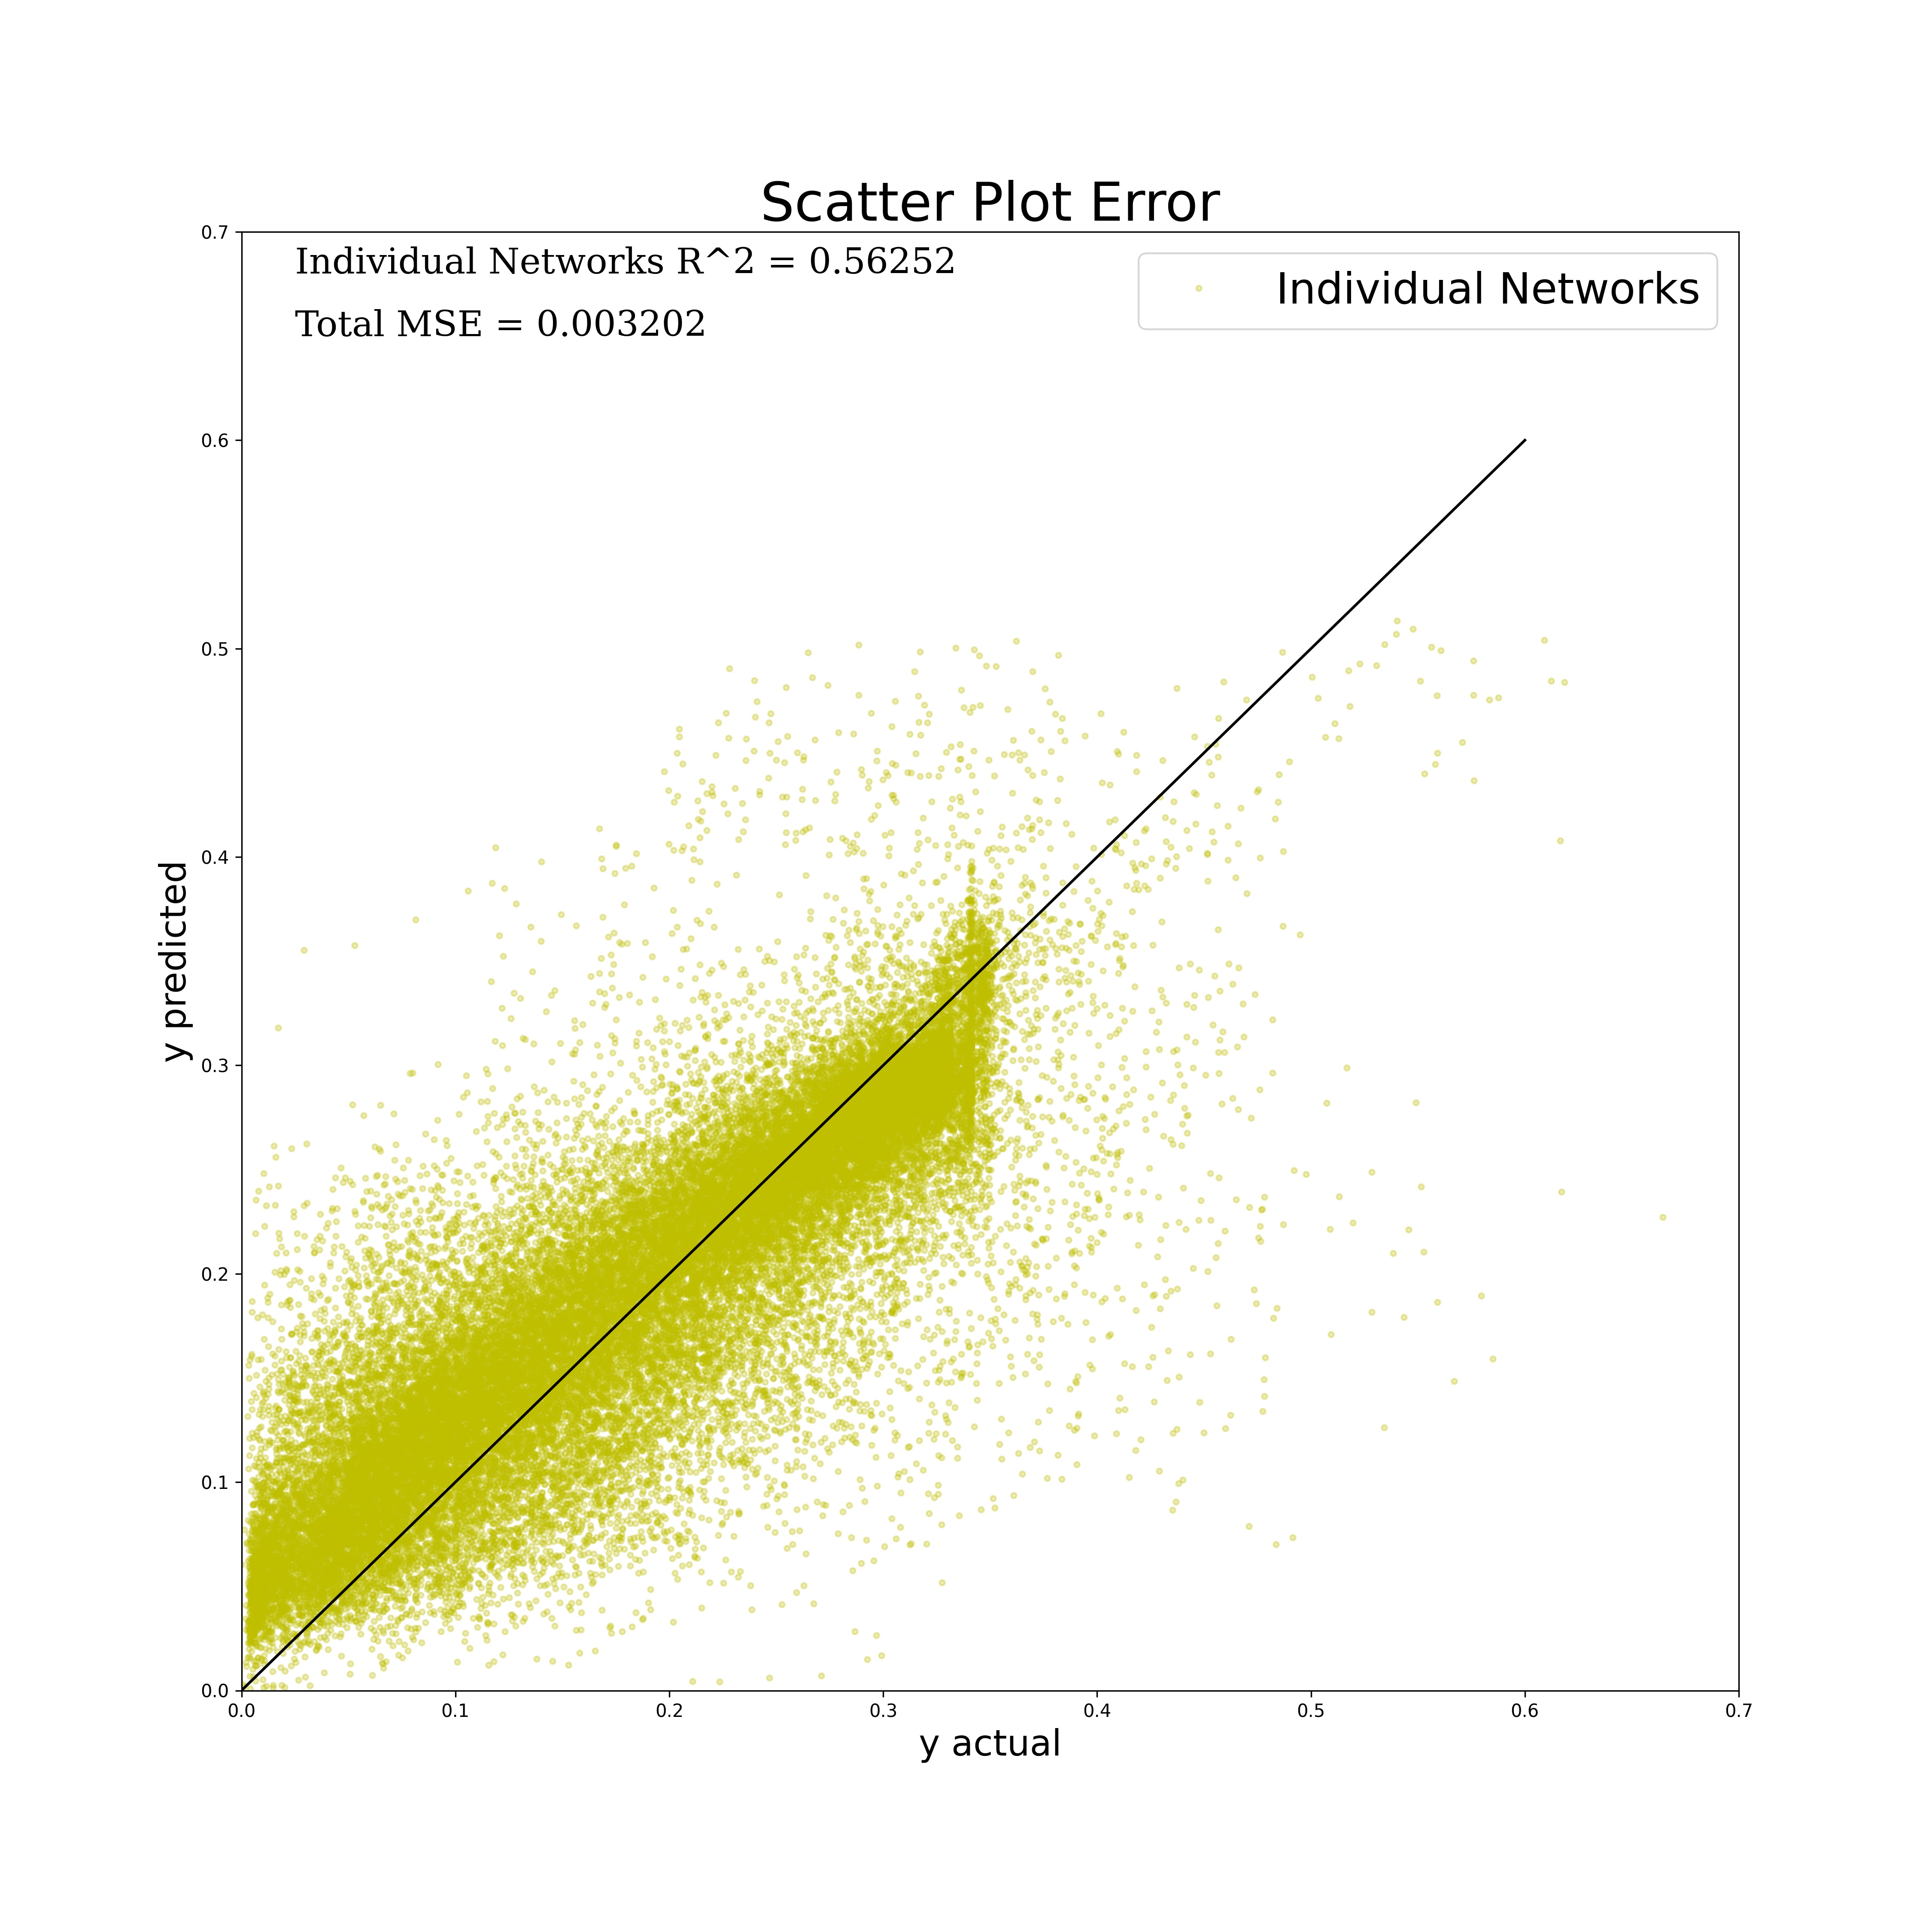 Scatter Plot Error
Individual Networks R^2 = 0.56252
Total MSE = 0.003202
Individual Networks
0.7
0.6
0.5
0.4
0.3
0.2
0.1
0.0
y predicted
0.0 0.1 0.2 0.3 0.4 0.5 0.6 0.7
y actual